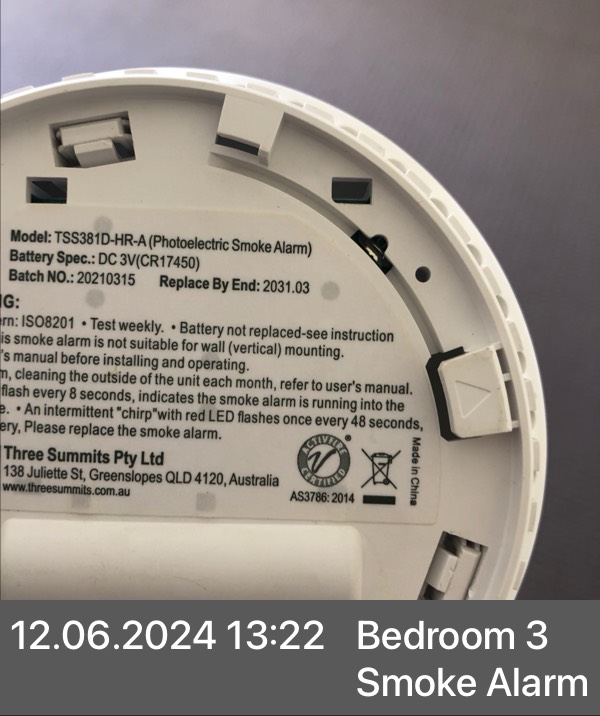 Model: TSS381D-HR-A (Photoelectric Smoke Alarm)
Battery Spec.: DC 3V(CR17450)
Batch NO.: 20210315 Replace By End: 2031.03
G:
rn: ISO8201 • Test weekly. • Battery not replaced-see instruction
is smoke alarm is not suitable for wall (vertical) mounting.
's manual before installing and operating.
m, cleaning the outside of the unit each month, refer to user's manual.
flash every 8 seconds, indicates the smoke alarm is running into the
e. • An intermittent "chirp"with red LED flashes once every 48 seconds,
ery, Please replace the smoke alarm.
Three Summits Pty Ltd
138 Juliette St, Greenslopes QLD 4120, Australia
www.threesummits.com.au
ACTIVFIRE
CERTIFIED
®
AS3786: 2014
Made in China
12.06.2024 13:22
Bedroom 3
Smoke Alarm